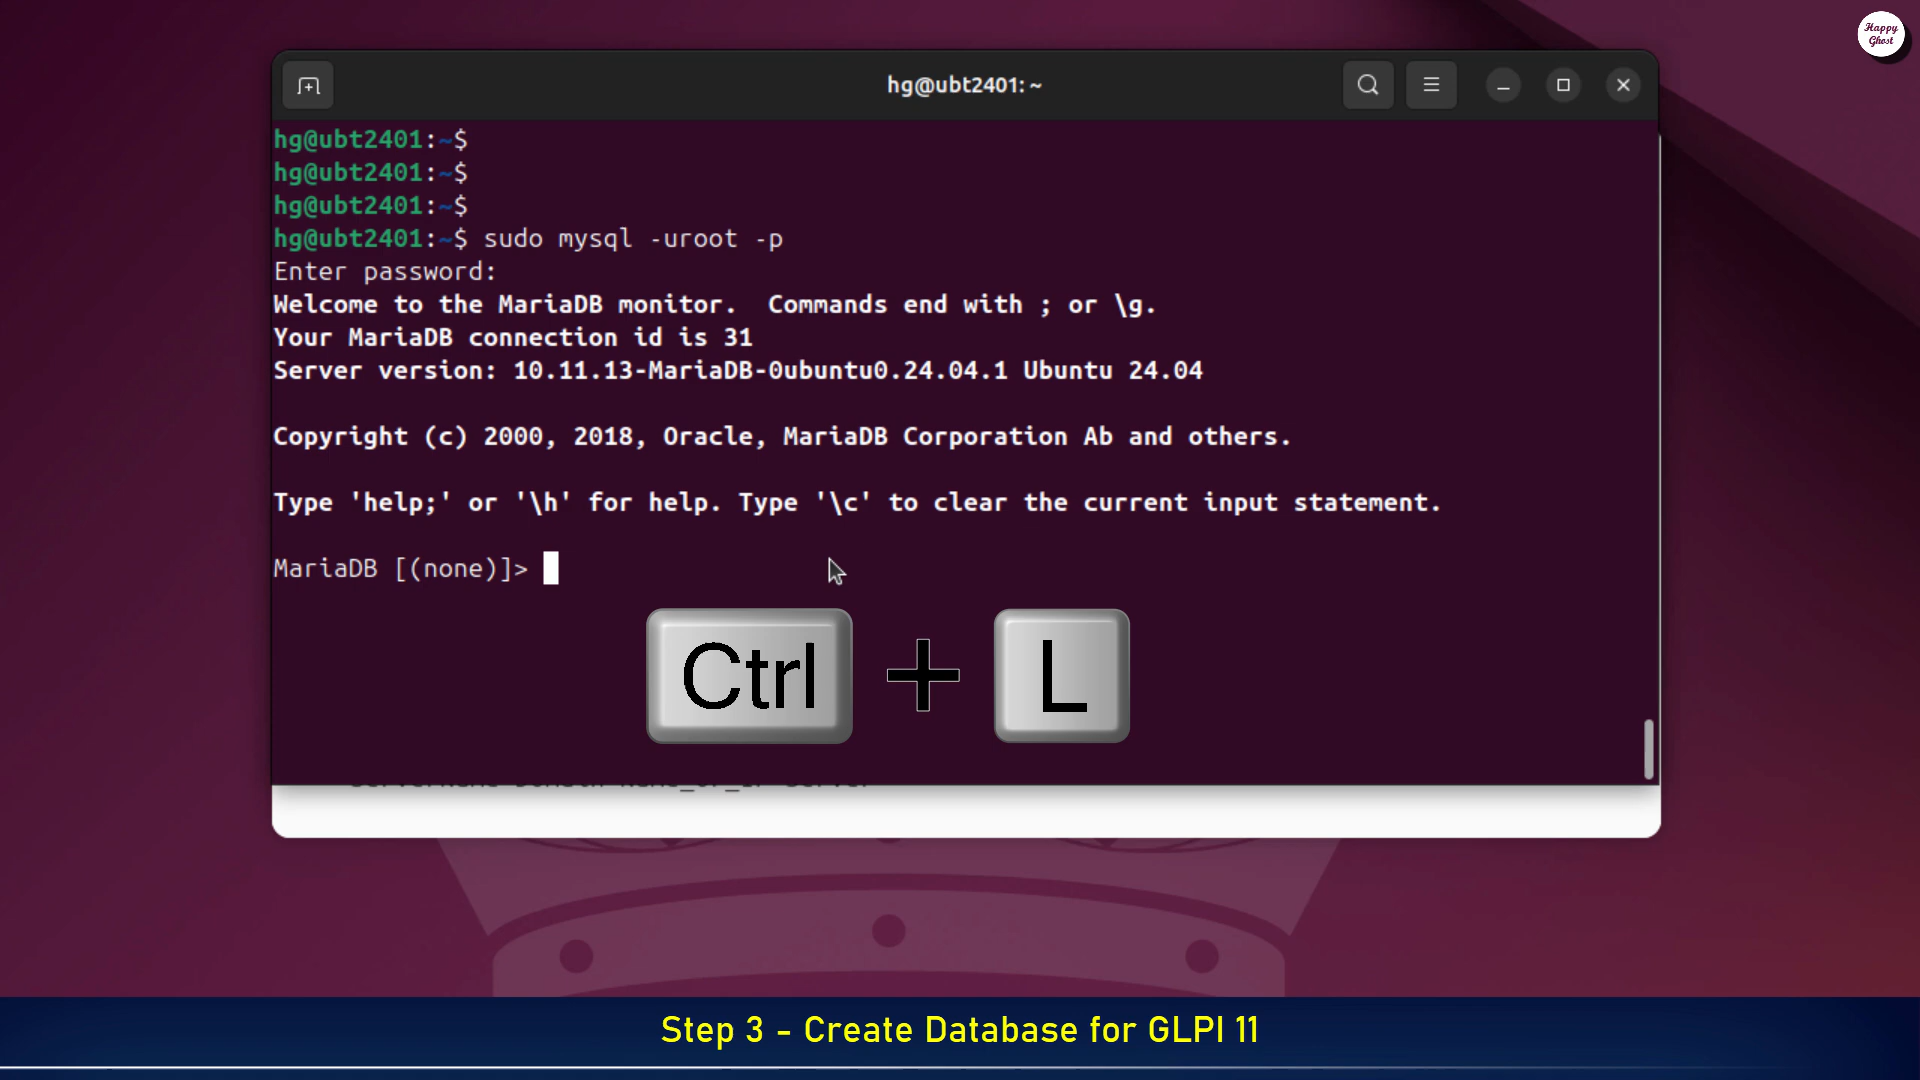 Happy
Ghost
hg@ubt2401: ~
hg@ubt2401:~$
hg@ubt2401:~$
hg@ubt2401:~$
hg@ubt2401:~$ sudo mysql -uroot -p
Enter password:
Welcome to the MariaDB monitor.  Commands end with ; or \g.
Your MariaDB connection id is 31
Server version: 10.11.13-MariaDB-0ubuntu0.24.04.1 Ubuntu 24.04
Copyright (c) 2000, 2018, Oracle, MariaDB Corporation Ab and others.
Type 'help;' or '\h' for help. Type '\c' to clear the current input statement.
MariaDB [(none)]>
Ctrl + L
Step 3 - Create Database for GLPI 11